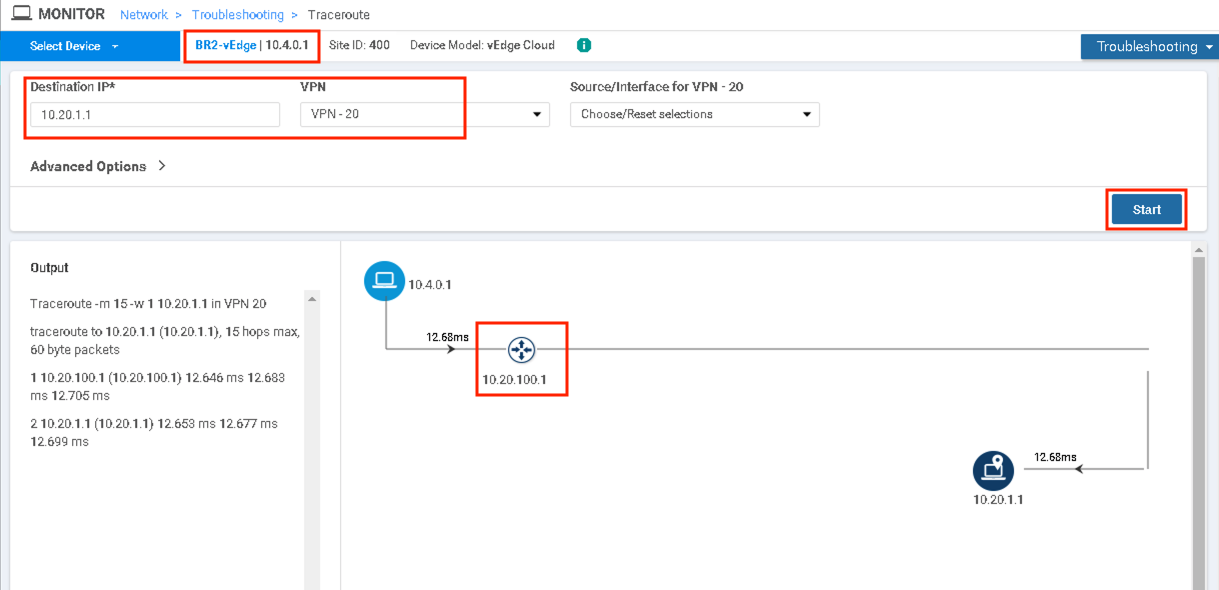 MONITOR Network > Troubleshooting > Traceroute
Select Device BR2-vEdge | 10.4.0.1 Site ID: 400 Device Model: vEdge Cloud i Troubleshooting
Destination IP* VPN Source/Interface for VPN - 20
10.20.1.1 VPN - 20 Choose/Reset selections
Advanced Options >
Start
Output
Traceroute -m 15 -w 1 10.20.1.1 in VPN 20
traceroute to 10.20.1.1 (10.20.1.1), 15 hops max,
60 byte packets
1 10.20.100.1 (10.20.100.1) 12.646 ms 12.683
ms 12.705 ms
2 10.20.1.1 (10.20.1.1) 12.653 ms 12.677 ms
12.699 ms
10.4.0.1
12.68ms
10.20.100.1
12.68ms
10.20.1.1